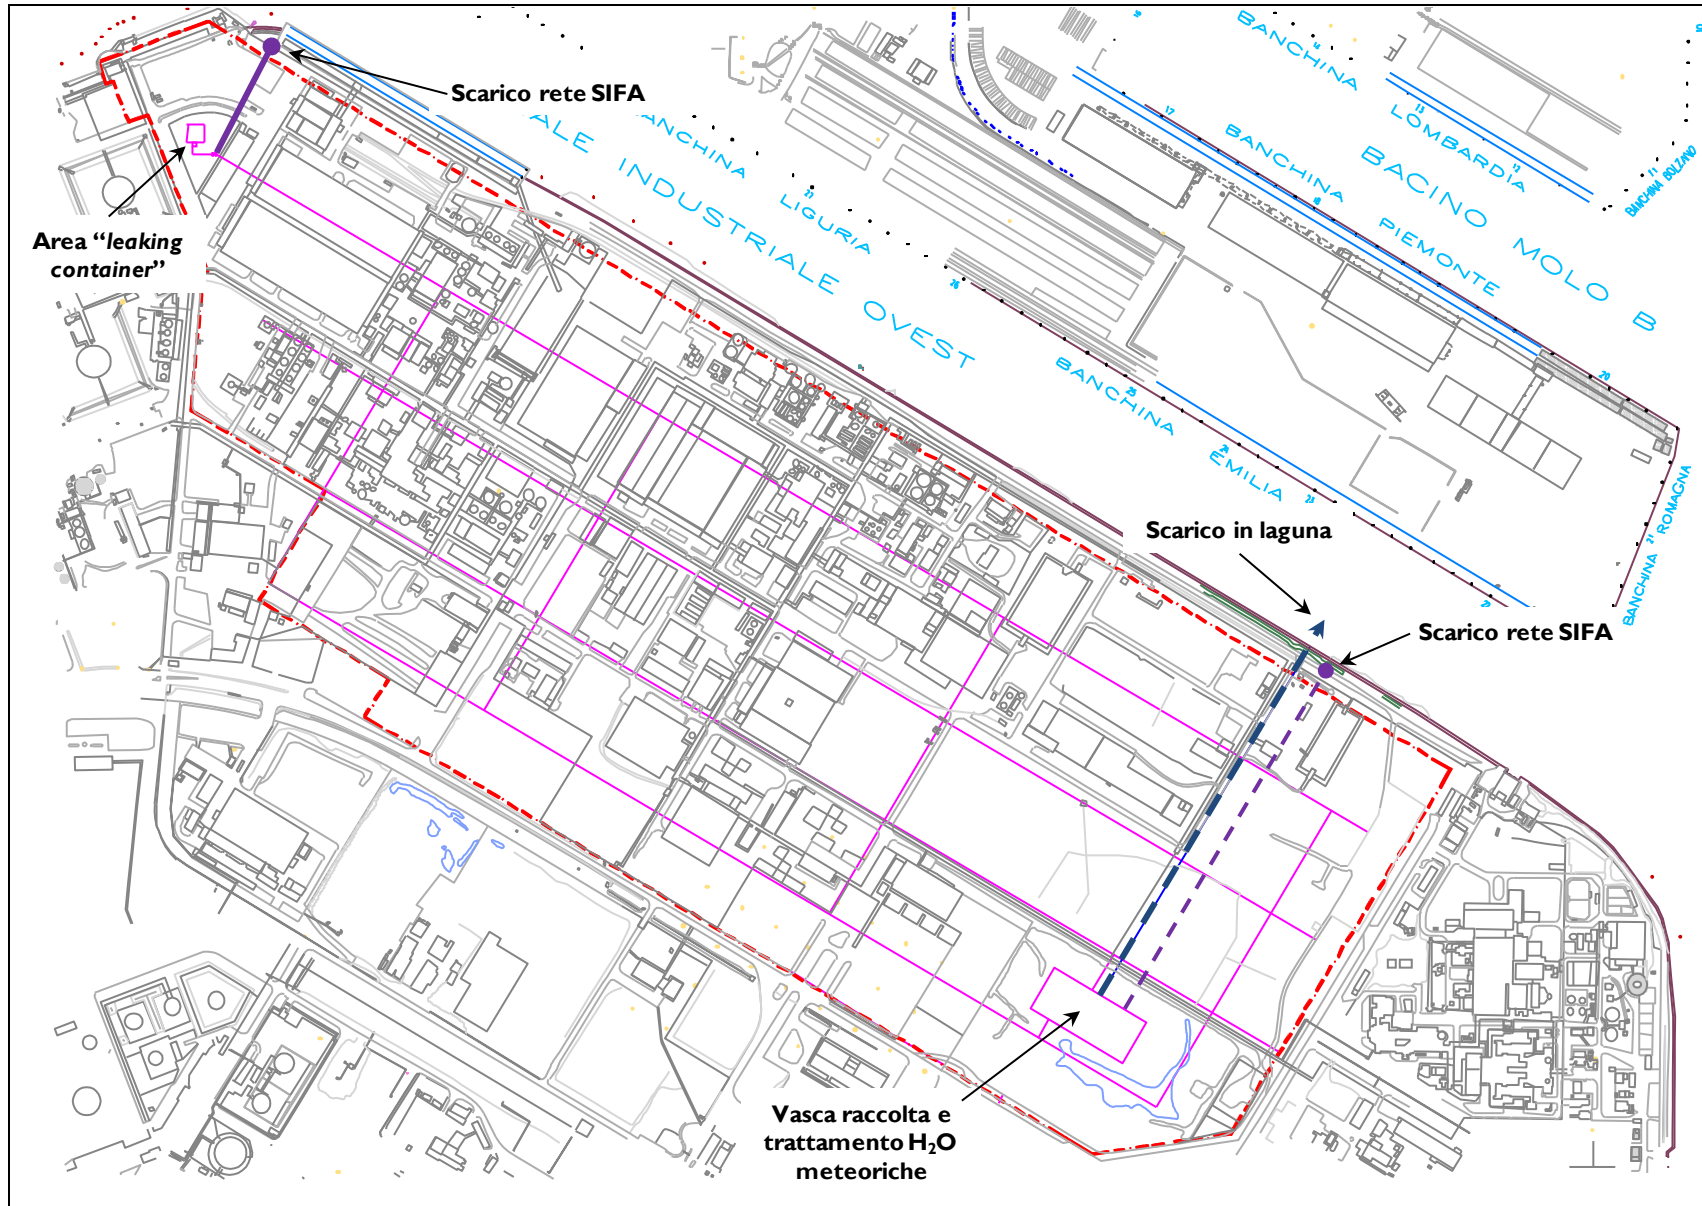 Scarico rete SIFA
Area “leaking
container”
BANCHINA
LOMBARDIA
BANCHINA
PIEMONTE
BACINO MOLO B
BANCHINA BOLZANO
ANCHINA
LIGURIA
ALE INDUSTRIALE OVEST
BANCHINA
EMILIA
BANCHINA
ROMAGNA
Scarico in laguna
Scarico rete SIFA
Vasca raccolta e
trattamento H₂O
meteoriche